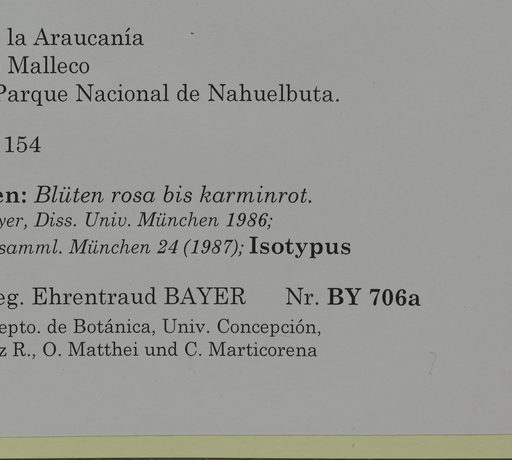 la Araucanía
Malleco
Parque Nacional de Nahuelbuta.
154
en: Blüten rosa bis karminrot.
yer, Diss. Univ. München 1986;
samml. München 24 (1987); Isotypus
eg. Ehrentraud BAYER Nr. BY 706a
epto. de Botánica, Univ. Concepción,
z R., O. Matthei und C. Marticorena